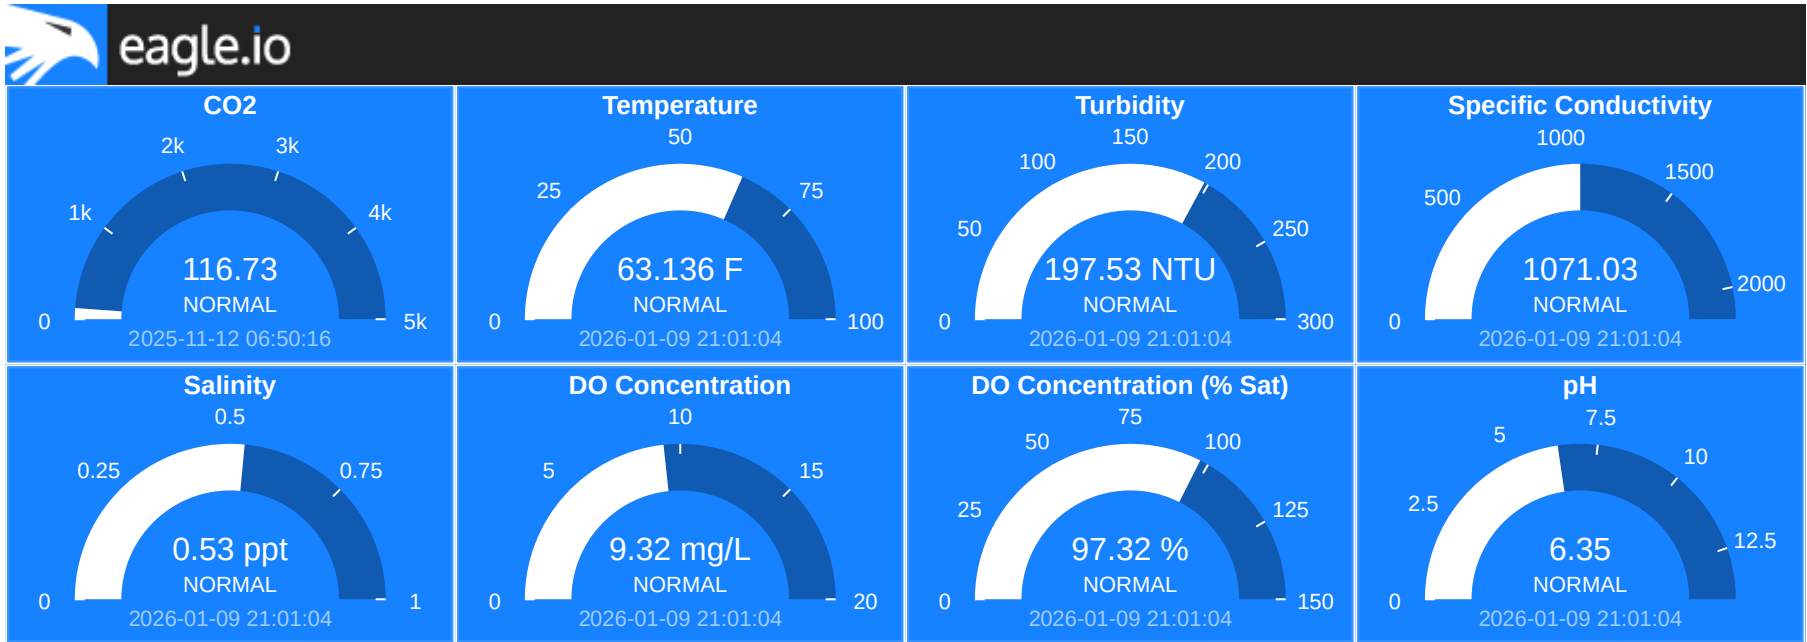 eagle.io
CO2
2k
3k
1k
4k
116.73
NORMAL
0
5k
2025-11-12 06:50:16
Temperature
50
25
75
63.136 F
NORMAL
0
100
2026-01-09 21:01:04
Turbidity
150
100
200
50
250
197.53 NTU
NORMAL
0
300
2026-01-09 21:01:04
Specific Conductivity
1000
1500
500
1071.03
2000
NORMAL
0
2026-01-09 21:01:04
Salinity
0.5
0.25
0.75
0.53 ppt
NORMAL
0
1
2026-01-09 21:01:04
DO Concentration
10
5
15
9.32 mg/L
NORMAL
0
20
2026-01-09 21:01:04
DO Concentration (% Sat)
75
50
100
25
125
97.32 %
NORMAL
0
150
2026-01-09 21:01:04
pH
7.5
5
10
2.5
12.5
6.35
NORMAL
0
2026-01-09 21:01:04